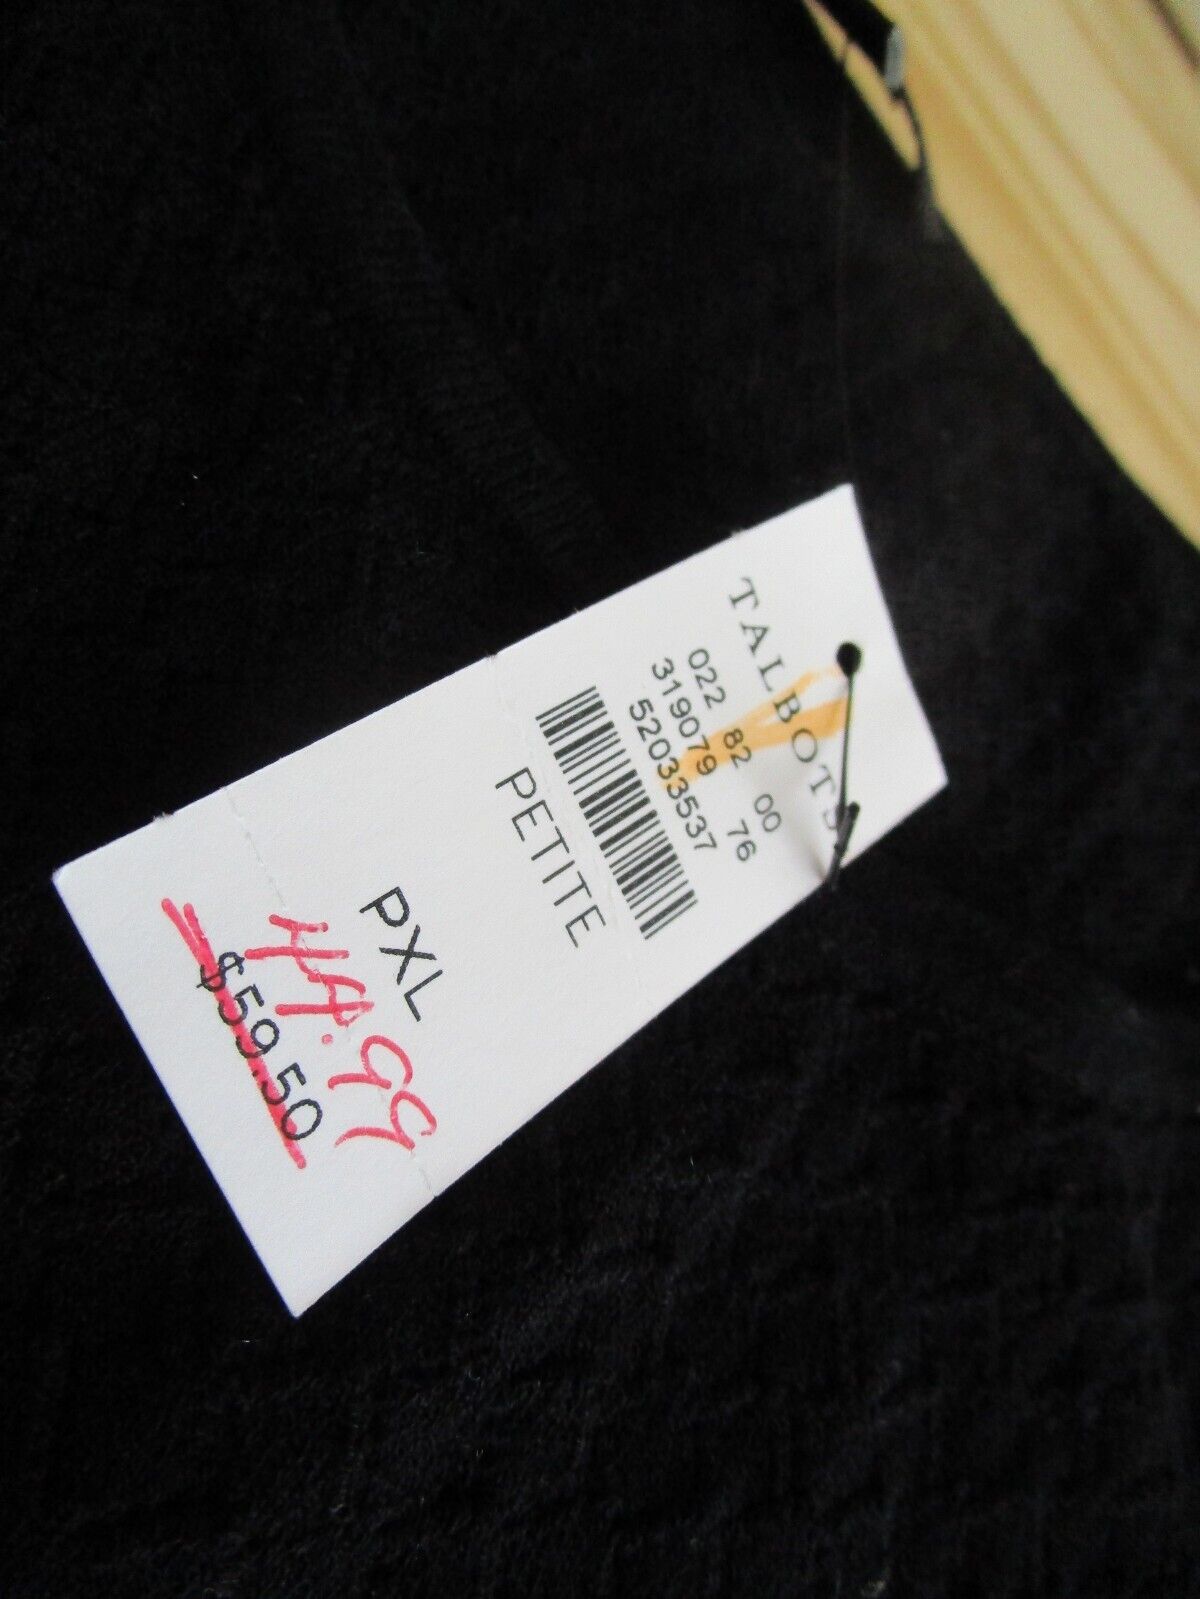 TALBOTS
022 82 00
319079 76
52033537
PETITE
PXL
44.99
$59.50